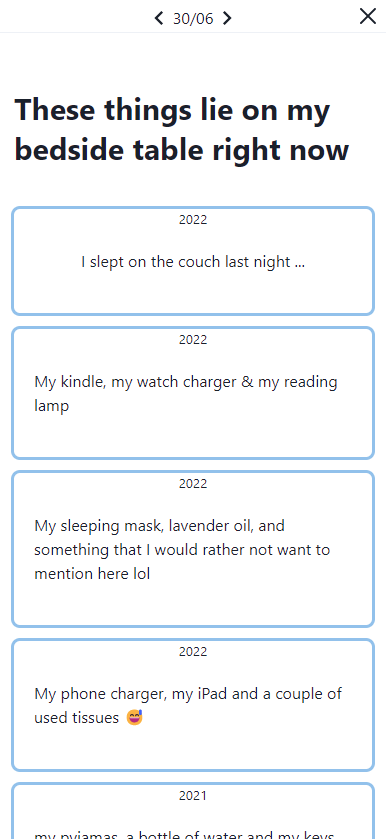 30/06
These things lie on my
bedside table right now
2022
I slept on the couch last night ...
2022
My kindle, my watch charger & my reading
lamp
2022
My sleeping mask, lavender oil, and
something that I would rather not want to
mention here lol
2022
My phone charger, my iPad and a couple of
used tissues 😅
2021
my pyjamas, a bottle of water and my keys